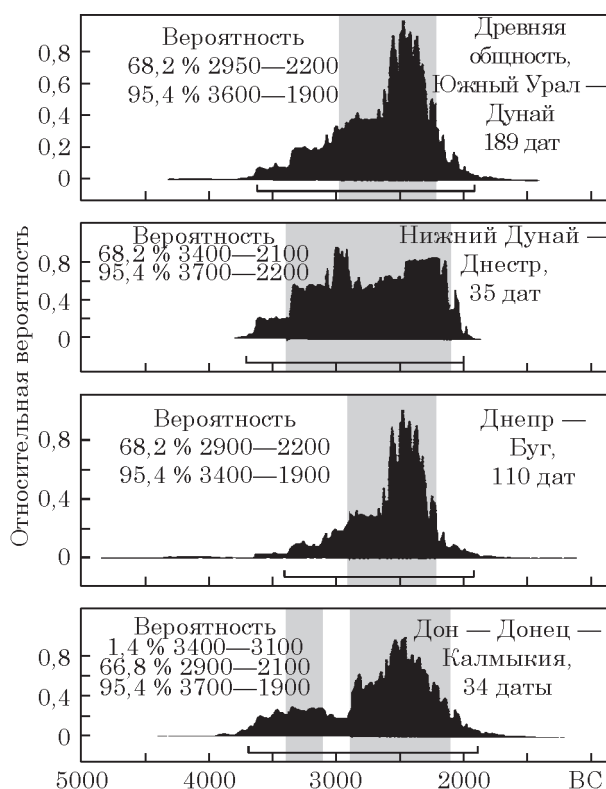 Относительная вероятность
0,8
0,6
0,4
0,2
0
Вероятность
68,2 % 2950—2200
95,4 % 3600—1900
Древняя
общность,
Южный Урал —
Дунай
189 дат
0,8
0,4
0
Вероятность
68,2 % 3400—2100
95,4 % 3700—2200
Нижний Дунай —
Днестр,
35 дат
0,8
0,4
0
Вероятность
68,2 % 2900—2200
95,4 % 3400—1900
Днепр —
Буг,
110 дат
0,8
0,4
0
Вероятность
1,4 % 3400—3100
66,8 % 2900—2100
95,4 % 3700—1900
Дон — Донец —
Калмыкия,
34 даты
5000 4000 3000 2000 BC